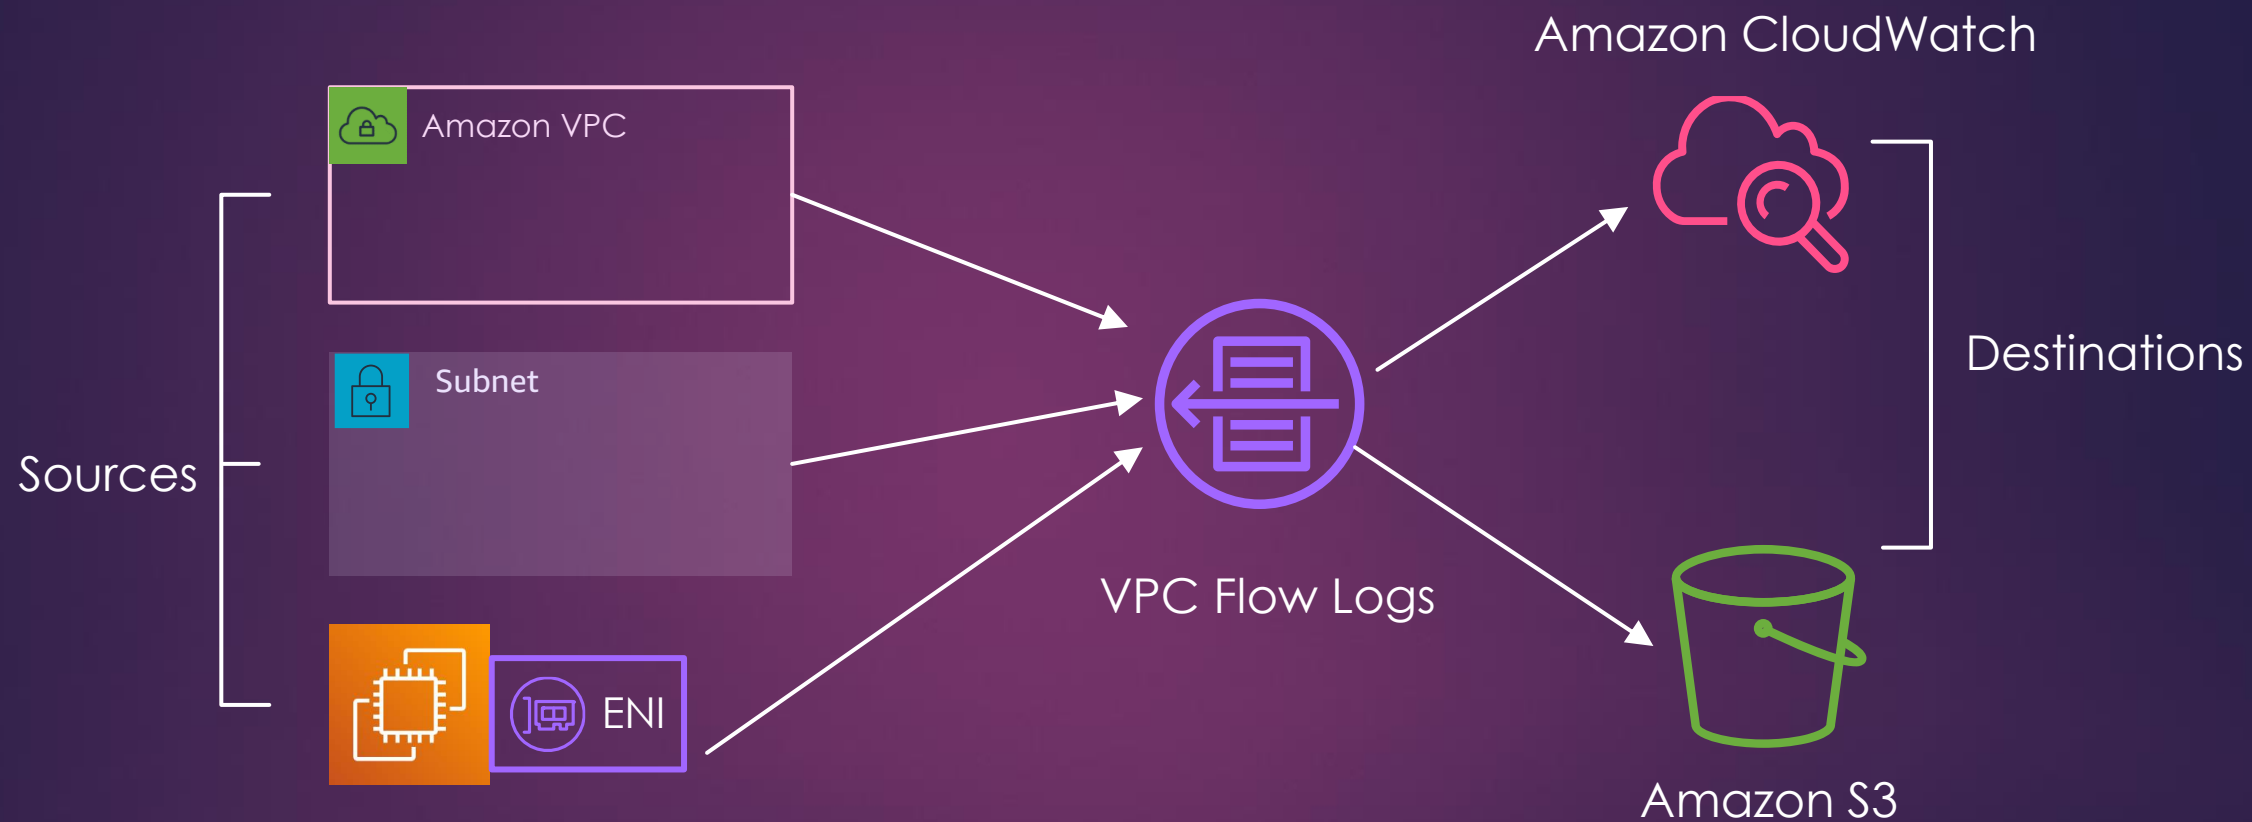 Amazon CloudWatch
Amazon VPC
Destinations
Subnet
Sources
VPC Flow Logs
ENI
Amazon S3